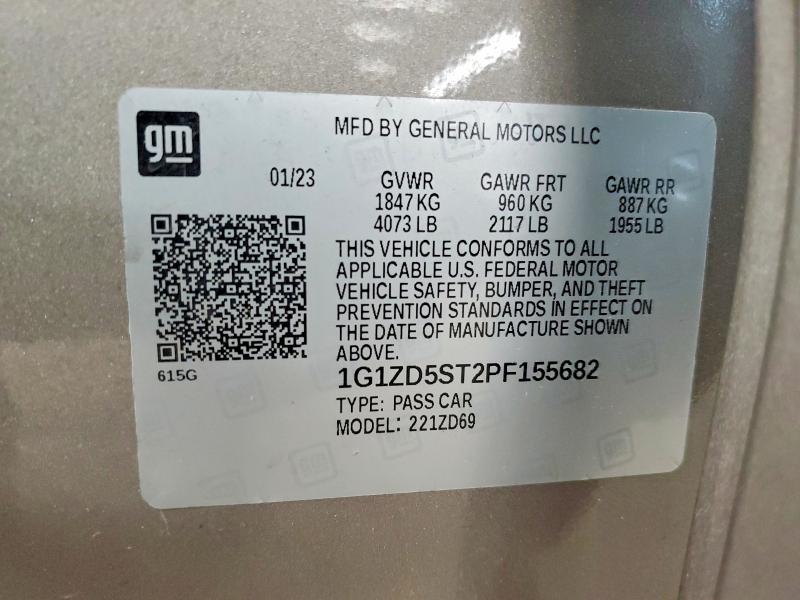 gm
MFD BY GENERAL MOTORS LLC
01/23
GVWR
1847 KG
4073 LB
GAWR FRT
960 KG
2117 LB
GAWR RR
887 KG
1955 LB
THIS VEHICLE CONFORMS TO ALL
APPLICABLE U.S. FEDERAL MOTOR
VEHICLE SAFETY, BUMPER, AND THEFT
PREVENTION STANDARDS IN EFFECT ON
THE DATE OF MANUFACTURE SHOWN
ABOVE.
615G
1G1ZD5ST2PF155682
TYPE: PASS CAR
MODEL: 221ZD69